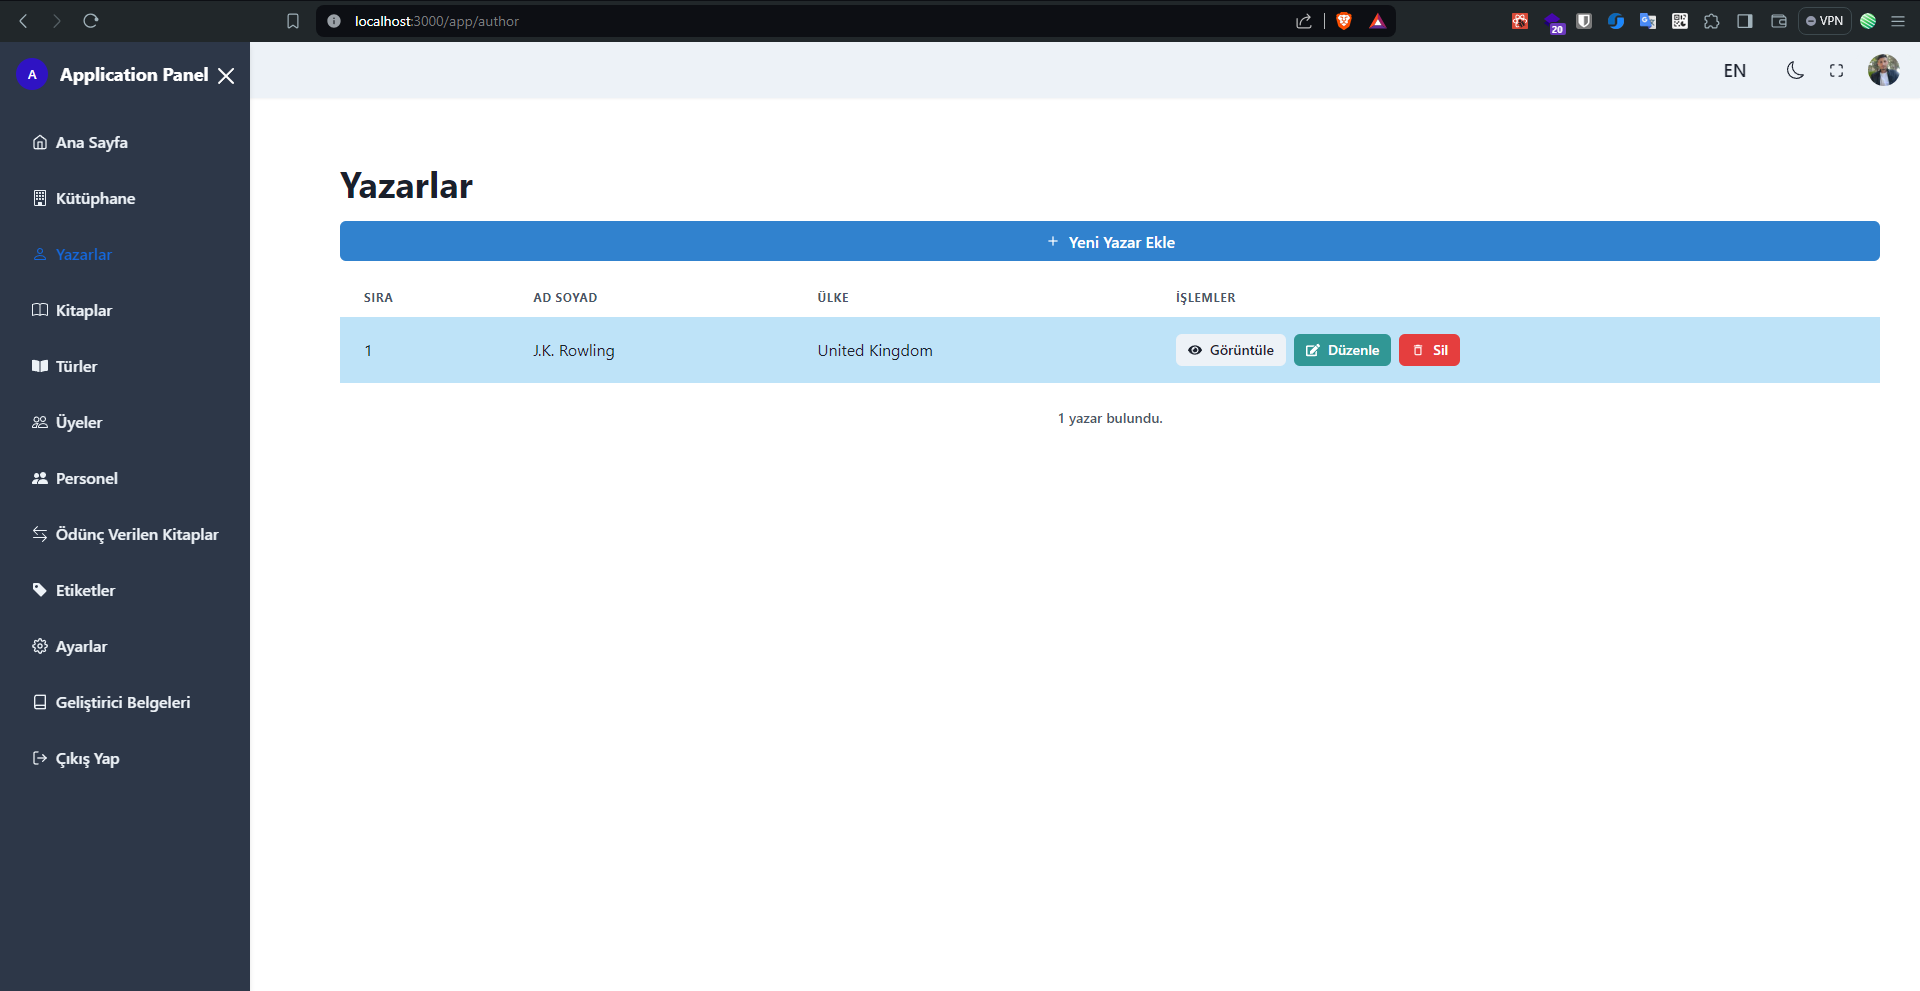 localhost:3000/app/author
20
VPN
A
Application Panel
EN
Ana Sayfa
Kütüphane
Yazarlar
Kitaplar
Türler
Üyeler
Personel
Ödünç Verilen Kitaplar
Etiketler
Ayarlar
Geliştirici Belgeleri
Çıkış Yap
Yazarlar
+ Yeni Yazar Ekle
SIRA AD SOYAD ÜLKE İŞLEMLER
1 J.K. Rowling United Kingdom Görüntüle Düzenle Sil
1 yazar bulundu.